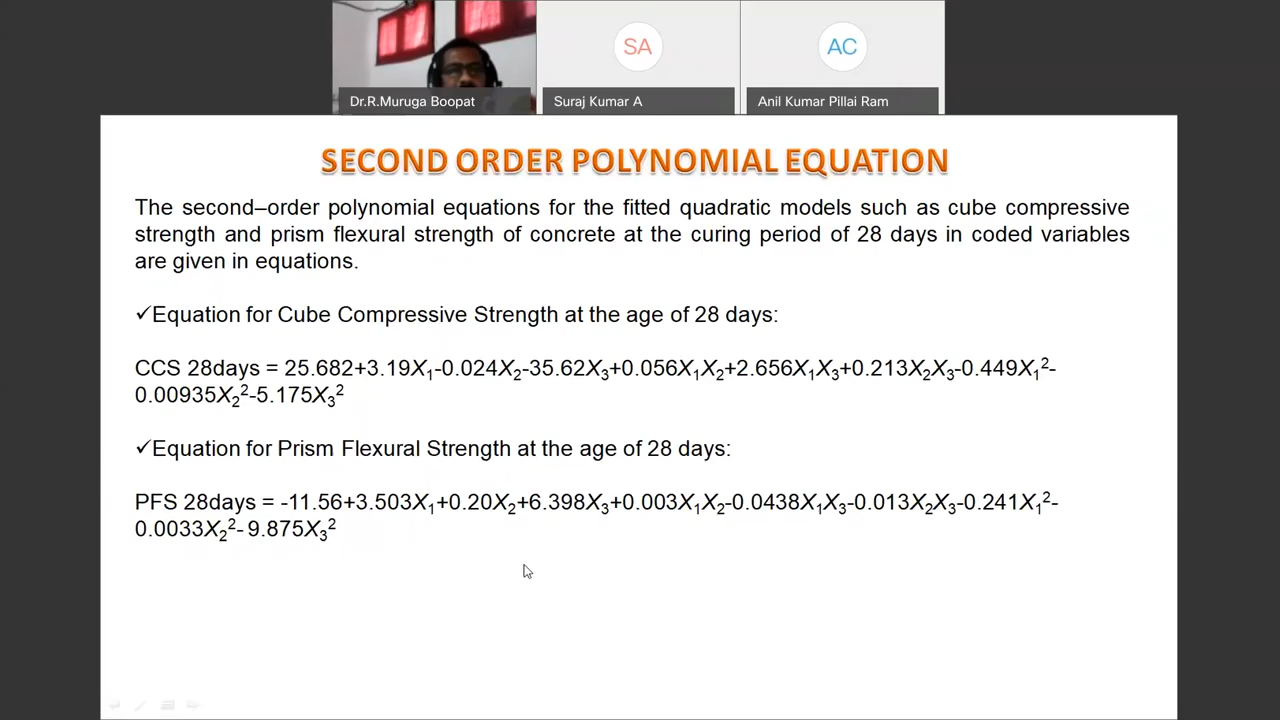 SA
AC
Dr.R.Muruga Boopat
Suraj Kumar A
Anil Kumar Pillai Ram
SECOND ORDER POLYNOMIAL EQUATION
The second–order polynomial equations for the fitted quadratic models such as cube compressive
strength and prism flexural strength of concrete at the curing period of 28 days in coded variables
are given in equations.
✓Equation for Cube Compressive Strength at the age of 28 days:
CCS 28days = 25.682+3.19X₁-0.024X₂-35.62X₃+0.056X₁X₂+2.656X₁X₃+0.213X₂X₃-0.449X₁²-
0.00935X₂²-5.175X₃²
✓Equation for Prism Flexural Strength at the age of 28 days:
PFS 28days = -11.56+3.503X₁+0.20X₂+6.398X₃+0.003X₁X₂-0.0438X₁X₃-0.013X₂X₃-0.241X₁²-
0.0033X₂²- 9.875X₃²